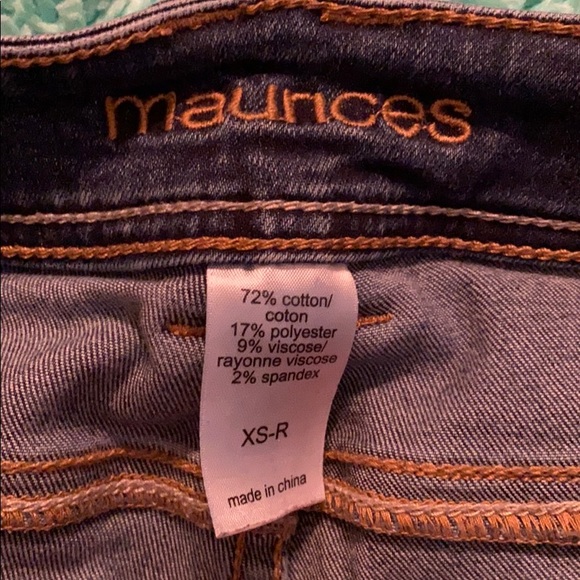 maurices
72% cotton/
coton
17% polyester
9% viscose/
rayonne viscose
2% spandex
XS-R
made in china